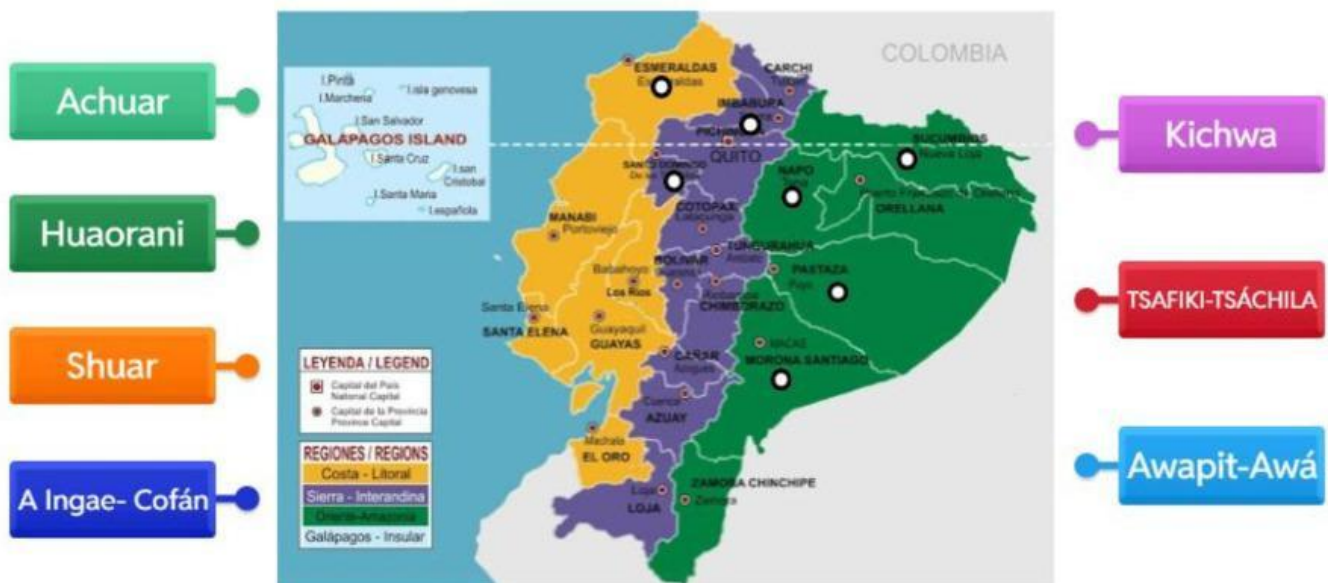 Achuar
Huaorani
Shuar
A Ingae- Cofán
COLOMBIA
ESMERALDAS
CARCHI
IMBABURA
I.Pinta
I.Marchena
I.isla genovesa
I.San Salvador
GALAPAGOS ISLAND
I.Santa Cruz
I.san
Cristobal
I.Santa Maria
I.española
QUITO
SUCUMBIOS
Nueva Loja
NAPO
ORELLANA
COTOPAXI
Latacunga
MANABI
Portoviejo
TUNGURAHUA
Ambato
BOLIVAR
PASTAZA
Puyo
Babahoyo
Los Rios
Riobamba
CHIMBORAZO
Santa Elena
SANTA ELENA
Guayaquil
GUAYAS
MACAS
MORONA SANTIAGO
CAÑAR
Azogues
Cuenca
AZUAY
Machala
EL ORO
ZAMORA CHINCHIPE
Zamora
Loja
LOJA
LEYENDA / LEGEND
Capital del País
National Capital
Capital de la Provincia
Province Capital
REGIONES / REGIONS
Costa - Litoral
Sierra - Interandina
Oriente-Amazonía
Galápagos - Insular
Kichwa
TSAFIKI-TSÁCHILA
Awapit-Awá